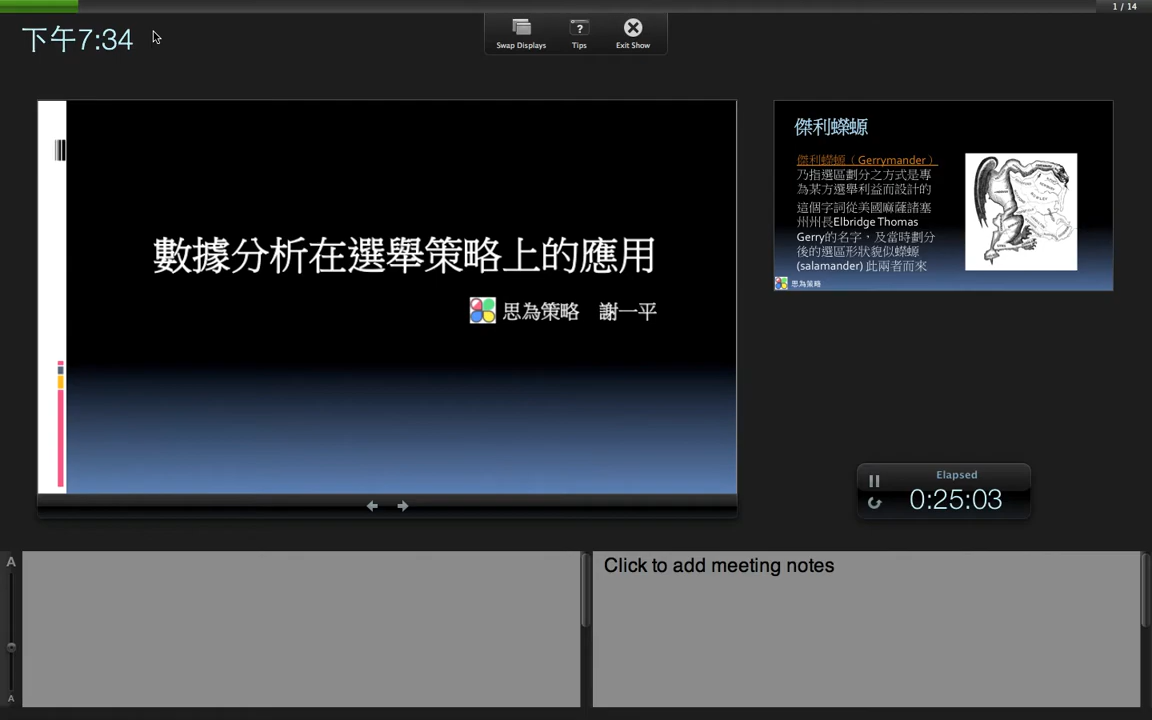 1 / 14
下午7:34
Swap Displays
Tips
Exit Show
數據分析在選舉策略上的應用
思為策略 謝一平
傑利蠑螈
傑利蠑螈（Gerrymander）
乃指選區劃分之方式是專
為某方選舉利益而設計的
這個字詞從美國麻薩諸塞
州州長Elbridge Thomas
Gerry的名字，及當時劃分
後的選區形狀貌似蠑螈
(salamander) 此兩者而來
思為策略
Elapsed
0:25:03
A
A
Click to add meeting notes